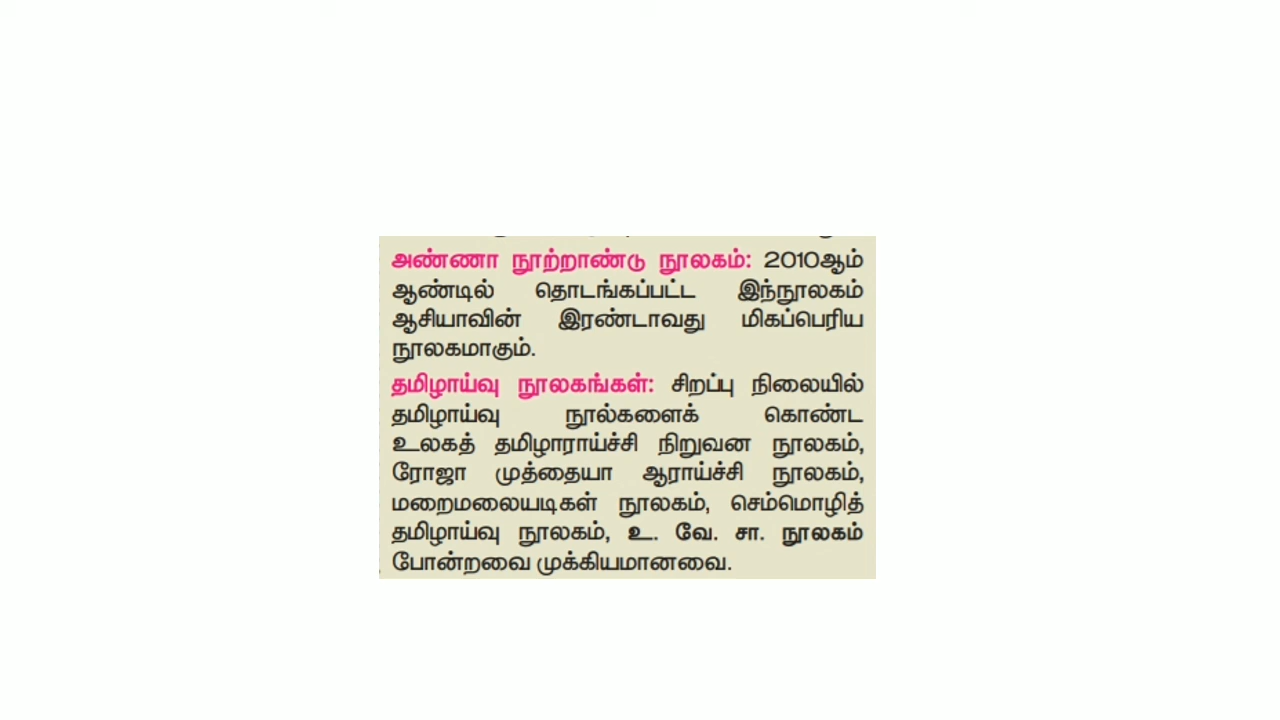 அண்ணா நூற்றாண்டு நூலகம்: 2010ஆம்
ஆண்டில் தொடங்கப்பட்ட இந்நூலகம்
ஆசியாவின் இரண்டாவது மிகப்பெரிய
நூலகமாகும்.
தமிழாய்வு நூலகங்கள்: சிறப்பு நிலையில்
தமிழாய்வு நூல்களைக் கொண்ட
உலகத் தமிழாராய்ச்சி நிறுவன நூலகம்,
ரோஜா முத்தையா ஆராய்ச்சி நூலகம்,
மறைமலையடிகள் நூலகம், செம்மொழித்
தமிழாய்வு நூலகம், உ. வே. சா. நூலகம்
போன்றவை முக்கியமானவை.